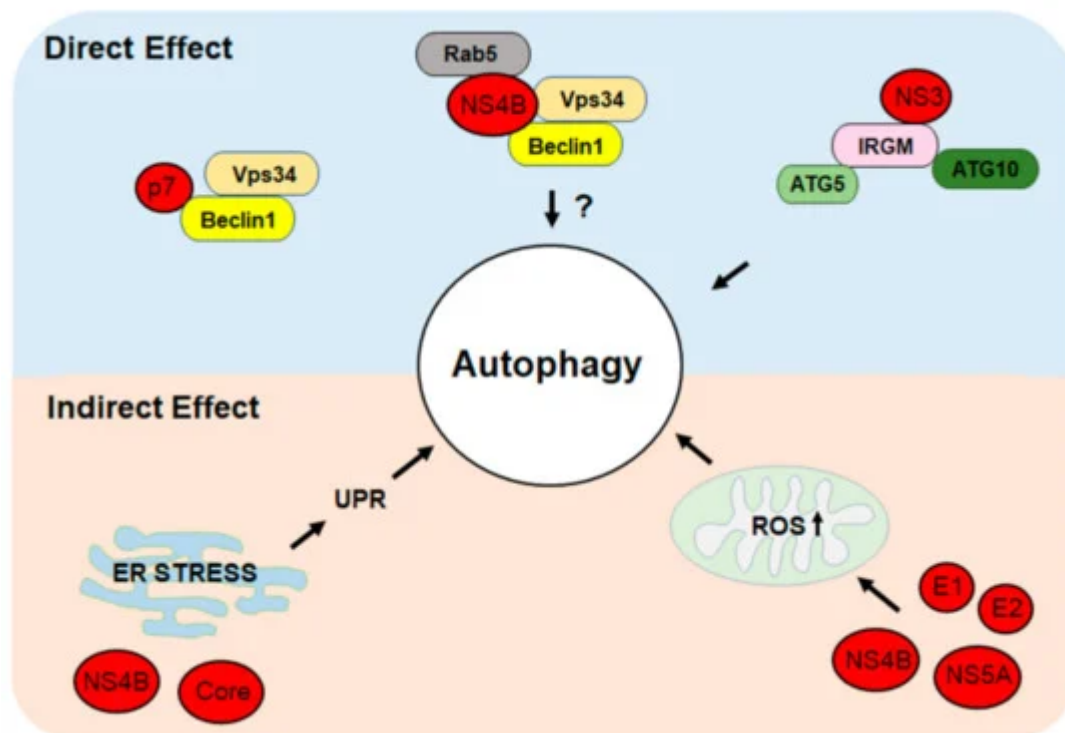 Direct Effect
Rab5
NS4B
Vps34
Beclin1
NS3
IRGM
ATG5
ATG10
p7
Vps34
Beclin1
?
Autophagy
Indirect Effect
UPR
ER STRESS
ROS
NS4B
Core
E1
E2
NS4B
NS5A